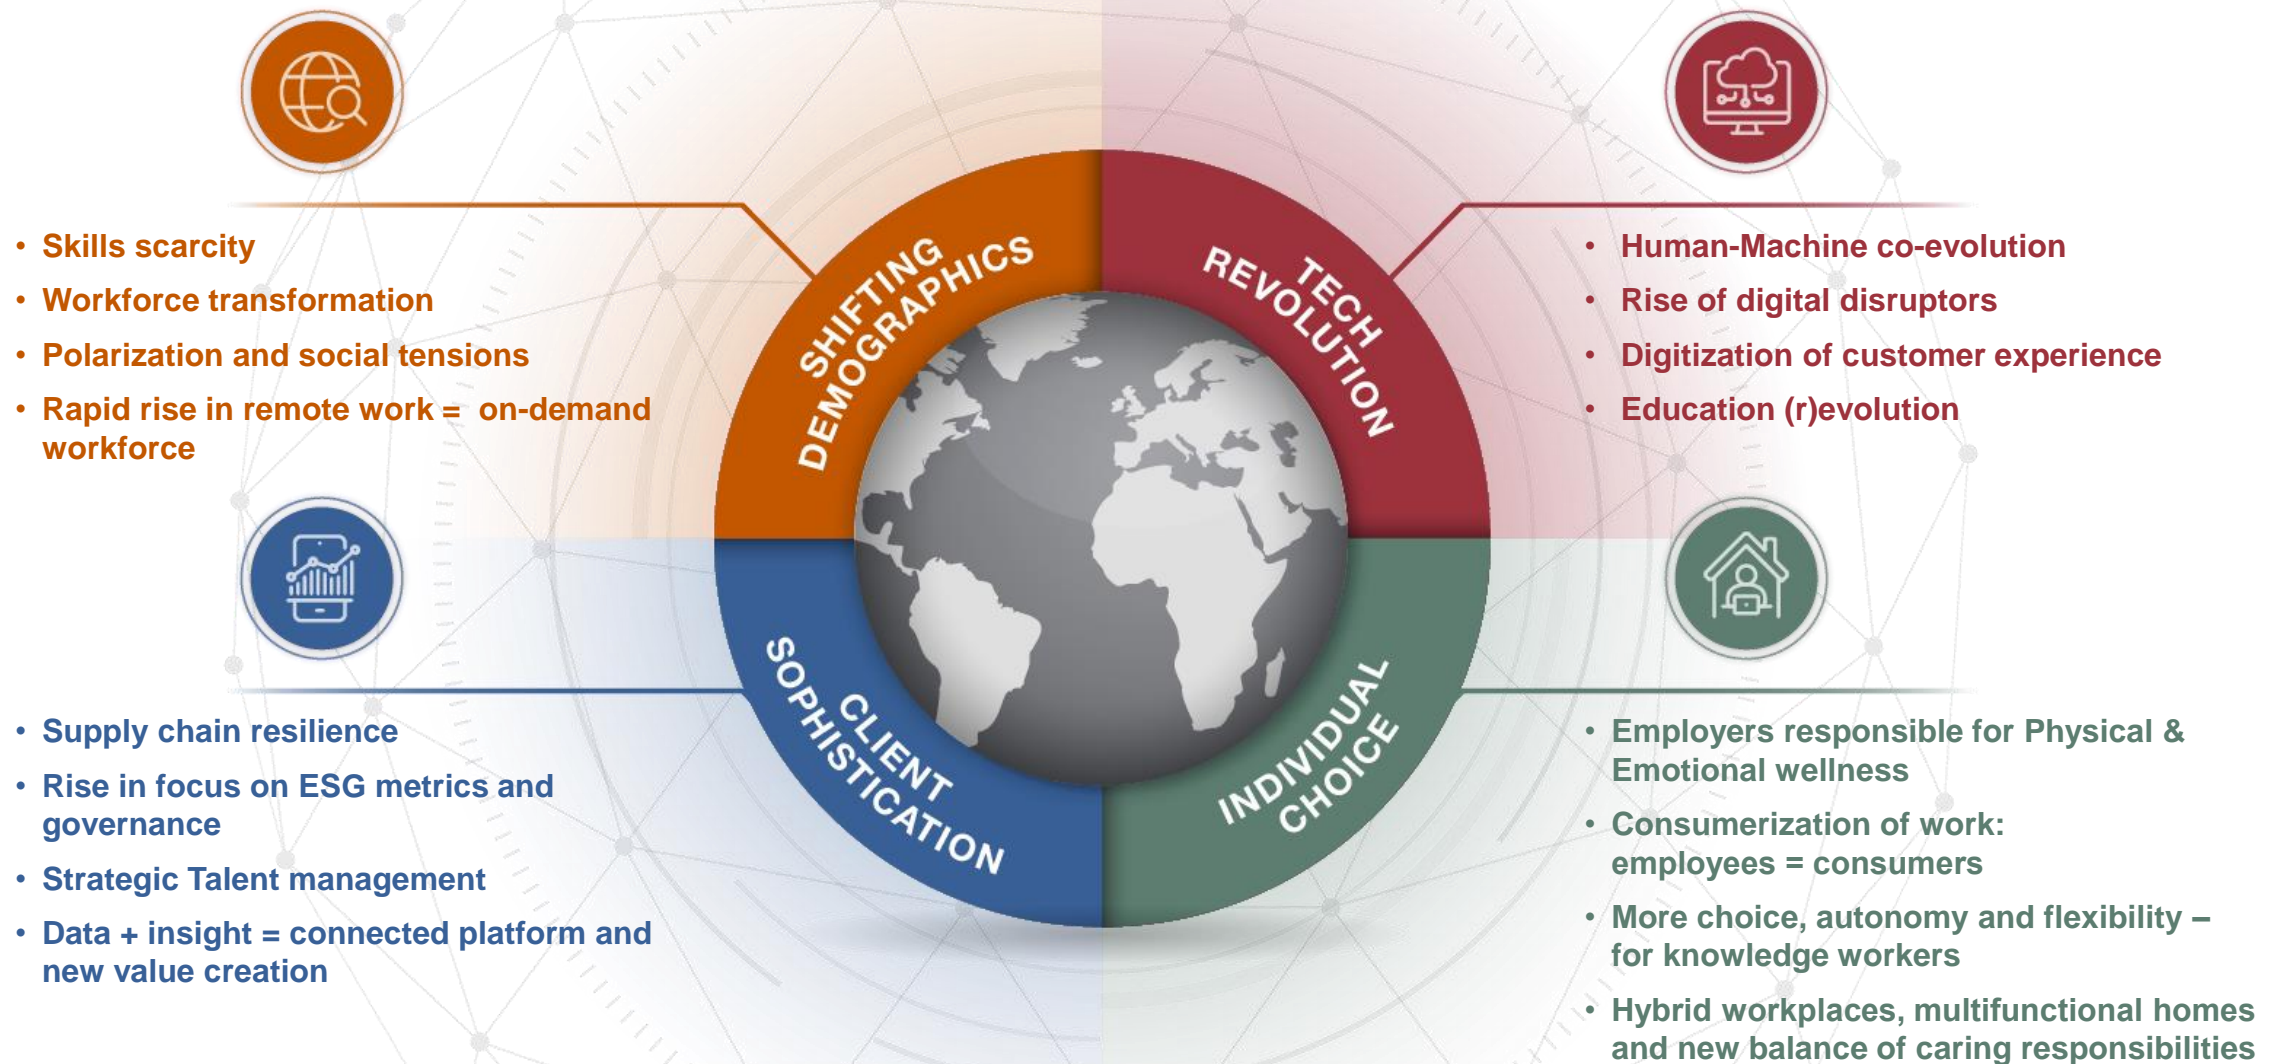 SHIFTING
DEMOGRAPHICS
• Skills scarcity
• Workforce transformation
• Polarization and social tensions
• Rapid rise in remote work = on-demand
workforce
TECH
REVOLUTION
• Human-Machine co-evolution
• Rise of digital disruptors
• Digitization of customer experience
• Education (r)evolution
CLIENT
SOPHISTICATION
• Supply chain resilience
• Rise in focus on ESG metrics and
governance
• Strategic Talent management
• Data + insight = connected platform and
new value creation
INDIVIDUAL
CHOICE
• Employers responsible for Physical &
Emotional wellness
• Consumerization of work:
employees = consumers
• More choice, autonomy and flexibility –
for knowledge workers
• Hybrid workplaces, multifunctional homes
and new balance of caring responsibilities